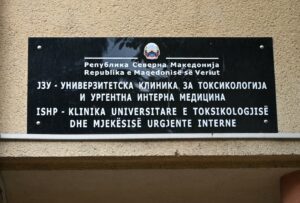 Република Северна Македонија
Republika e Maqedonisë së Veriut
ЈЗУ - УНИВЕРЗИТЕТСКА КЛИНИКА ЗА ТОКСИКОЛОГИЈА
И УРГЕНТНА ИНТЕРНА МЕДИЦИНА
ISHP - KLINIKA UNIVERSITARE E TOKSIKOLOGJISË
DHE MJEKËSISË URGJENTE INTERNE